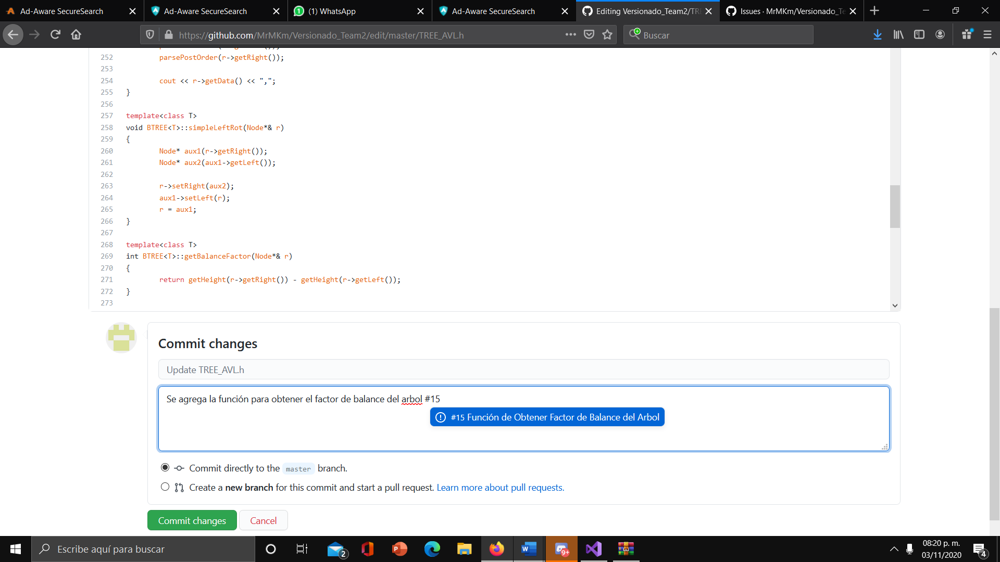 Ad-Aware SecureSearch
Ad-Aware SecureSearch
(1) WhatsApp
Ad-Aware SecureSearch
Editing Versionado_Team2/TRE
Issues · MrMKm/Versionado_Te
https://github.com/MrMKm/Versionado_Team2/edit/master/TREE_AVL.h
Buscar
252 parsePostOrder(r->getRight());
253
254 cout << r->getData() << ",";
255 }
256
257 template<class T>
258 void BTREE<T>::simpleLeftRot(Node*& r)
259 {
260 Node* aux1(r->getRight());
261 Node* aux2(aux1->getLeft());
262
263 r->setRight(aux2);
264 aux1->setLeft(r);
265 r = aux1;
266 }
267
268 template<class T>
269 int BTREE<T>::getBalanceFactor(Node*& r)
270 {
271 return getHeight(r->getRight()) - getHeight(r->getLeft());
272 }
273
Commit changes
Update TREE_AVL.h
Se agrega la función para obtener el factor de balance del arbol #15
#15 Función de Obtener Factor de Balance del Arbol
Commit directly to the master branch.
Create a new branch for this commit and start a pull request. Learn more about pull requests.
Commit changes
Cancel
Escribe aquí para buscar
2
9+
08:20 p. m.
03/11/2020
4